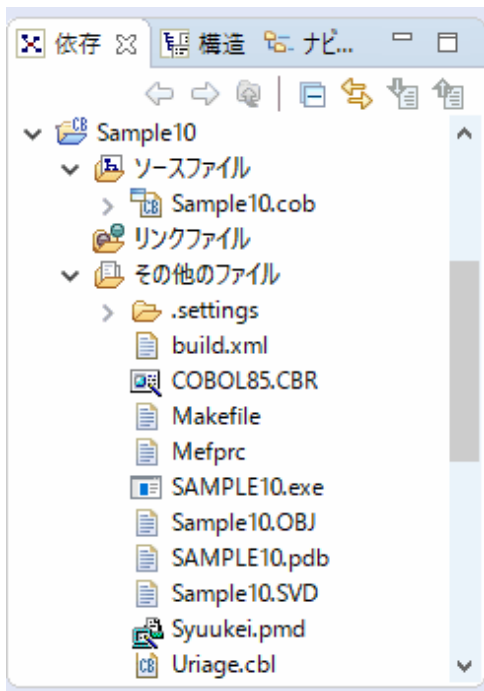 依存 構造 ナビ...
Sample10
ソースファイル
Sample10.cob
リンクファイル
その他のファイル
.settings
build.xml
COBOL85.CBR
Makefile
Mefprc
SAMPLE10.exe
Sample10.OBJ
SAMPLE10.pdb
Sample10.SVD
Syuukei.pmd
Uriage.cbl